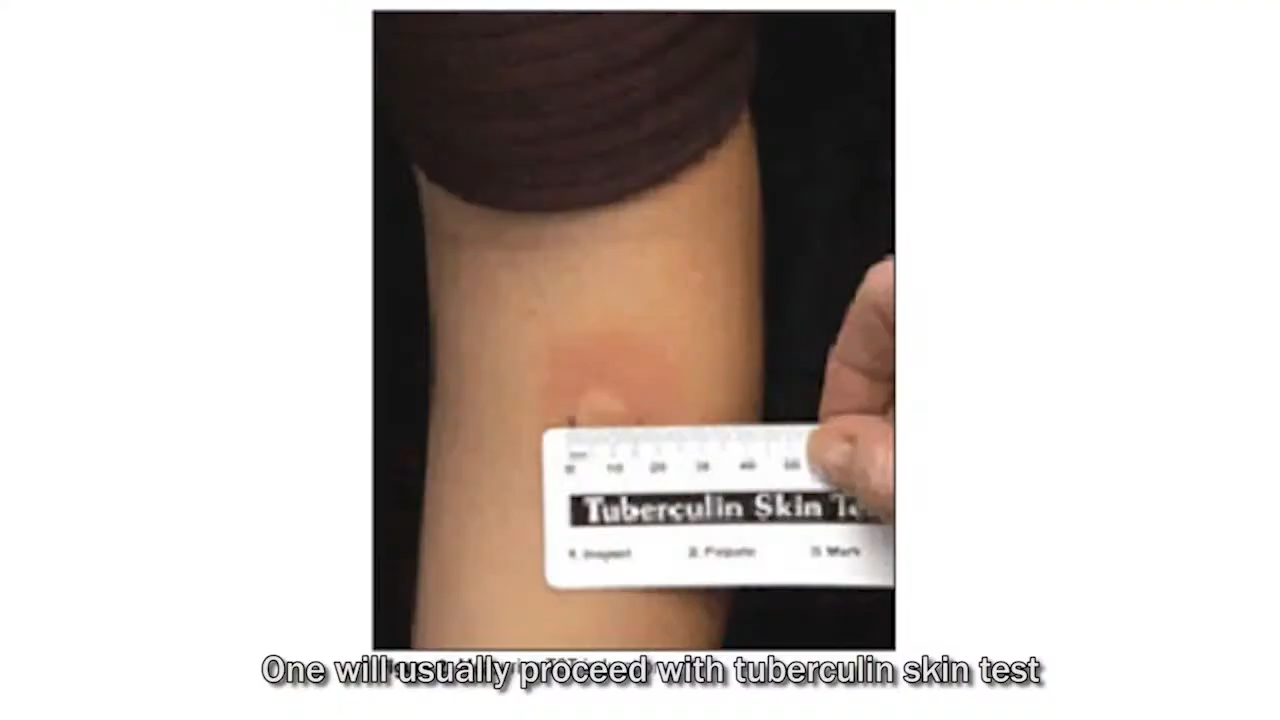 0 10 20 30 40 50
Tuberculin Skin Te
1. Inspect 2. Palpate 3. Mark
One will usually proceed with tuberculin skin test